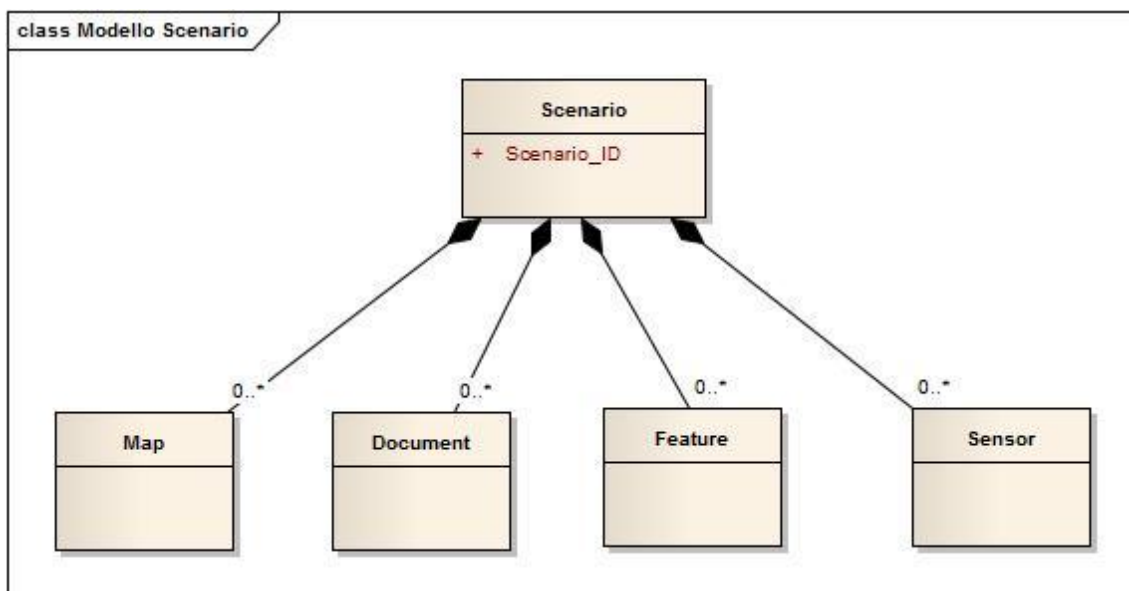 class Modello Scenario
Scenario
+ Scenario_ID
0..*
0..*
0..*
0..*
Map
Document
Feature
Sensor